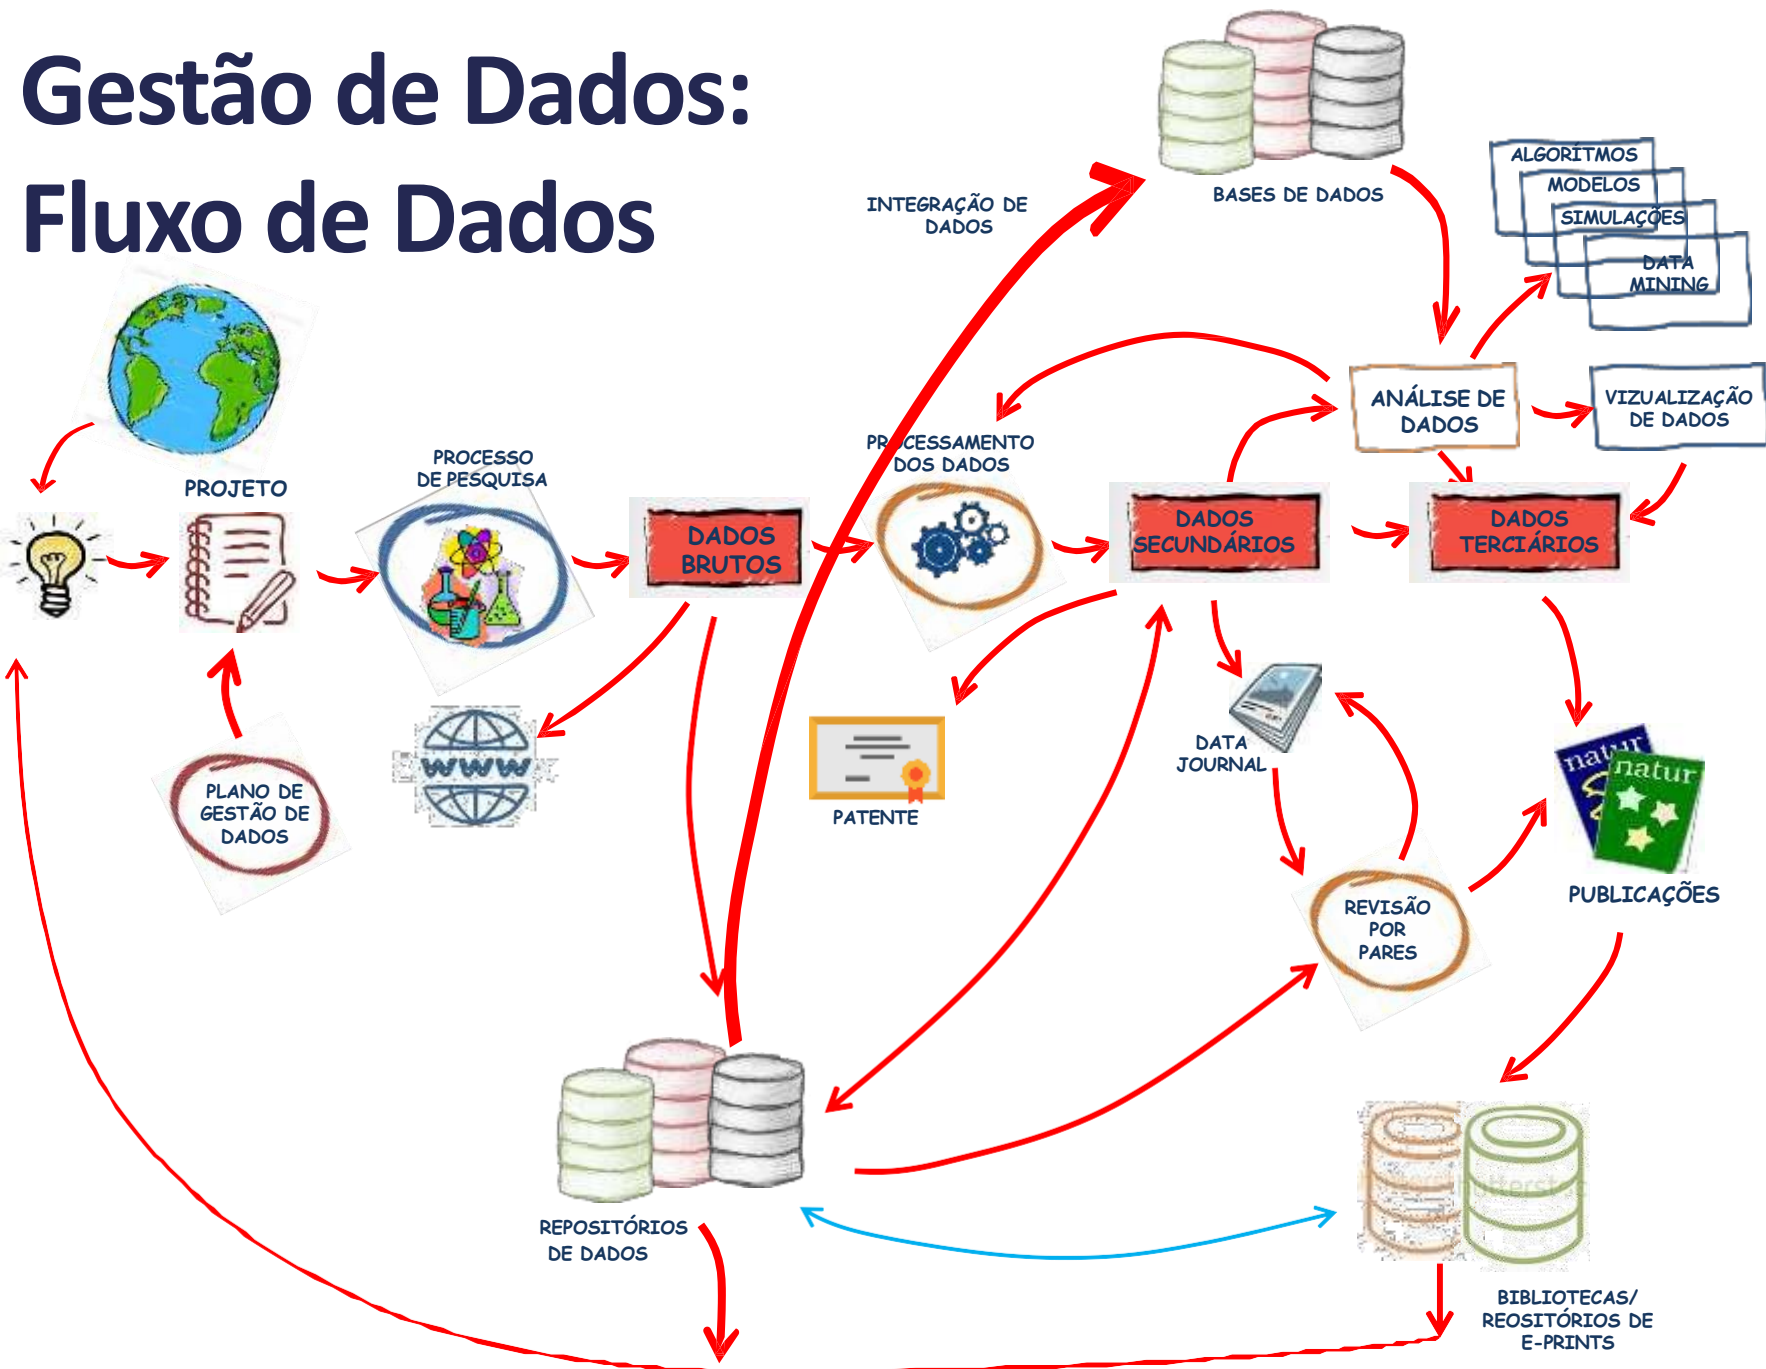 Gestão de Dados:
Fluxo de Dados
BASES DE DADOS
INTEGRAÇÃO DE
DADOS
ALGORÍTMOS
MODELOS
SIMULAÇÕES
DATA
MINING
ANÁLISE DE
DADOS
VIZUALIZAÇÃO
DE DADOS
PROCESSAMENTO
DOS DADOS
PROCESSO
DE PESQUISA
PROJETO
DADOS
BRUTOS
DADOS
SECUNDÁRIOS
DADOS
TERCIÁRIOS
WWW
PLANO DE
GESTÃO DE
DADOS
PATENTE
DATA
JOURNAL
natur
natur
PUBLICAÇÕES
REVISÃO
POR
PARES
REPOSITÓRIOS
DE DADOS
BIBLIOTECAS/
REOSITÓRIOS DE
E-PRINTS